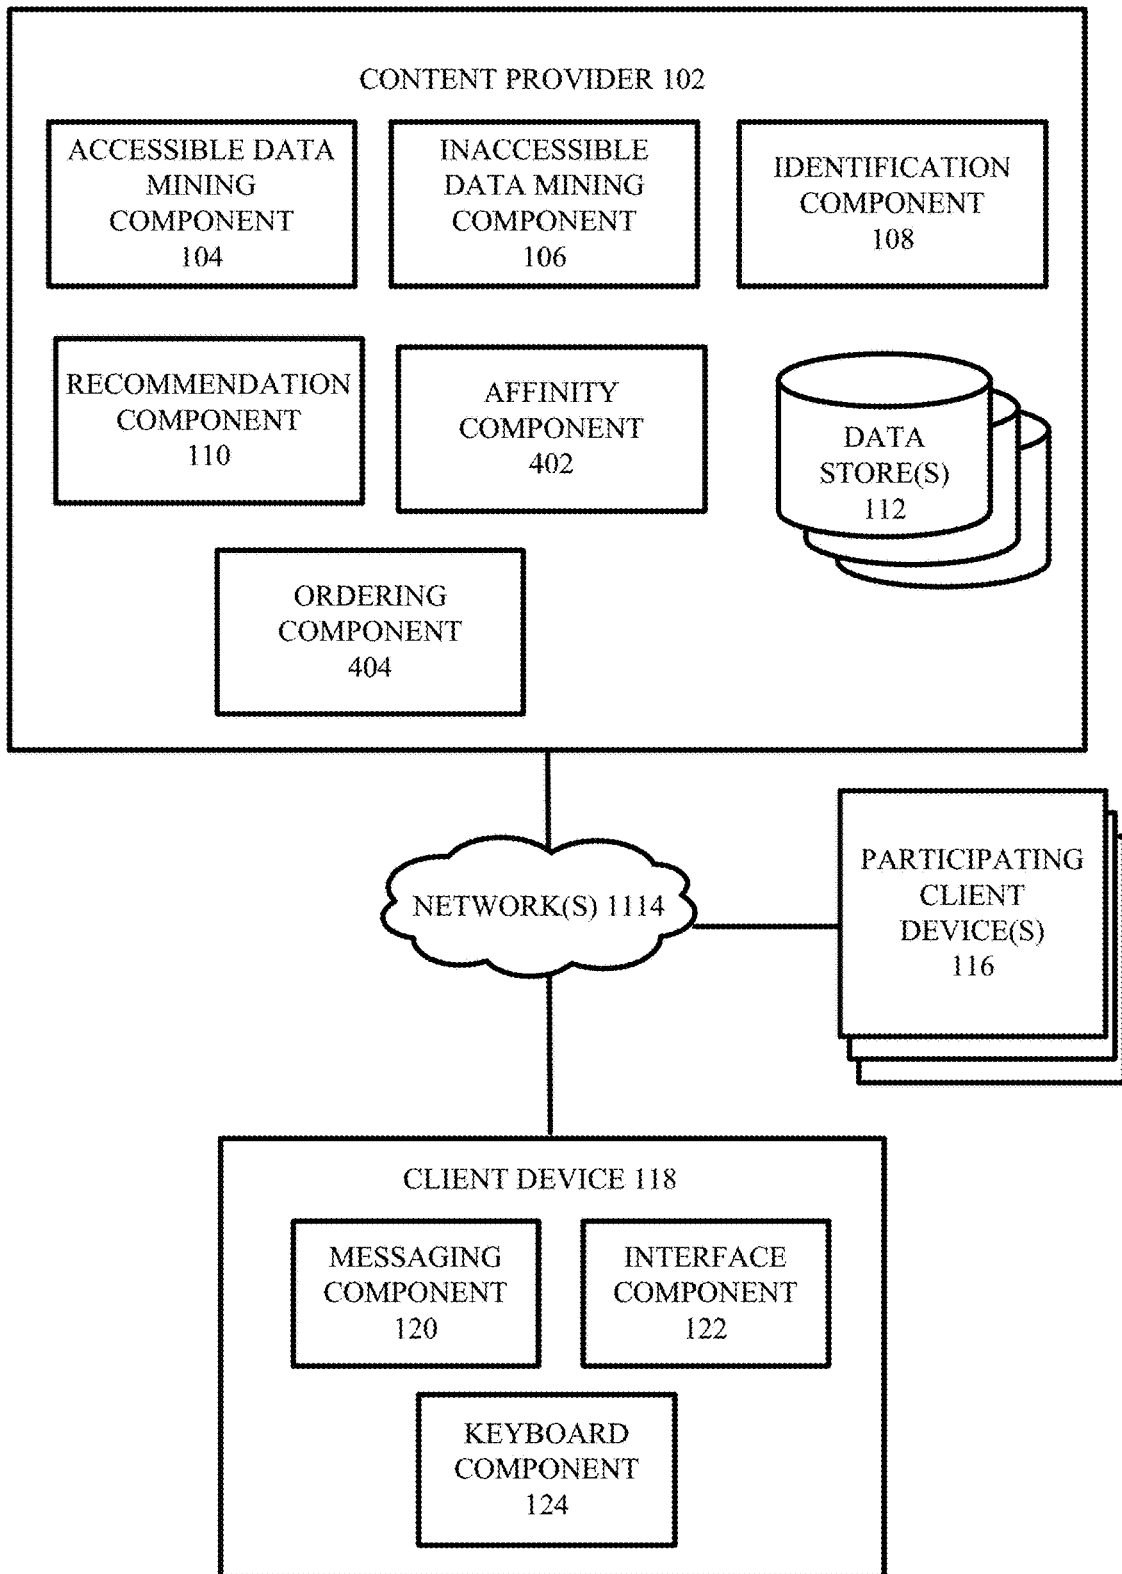 CONTENT PROVIDER 102
ACCESSIBLE DATA
MINING
COMPONENT
104
INACCESSIBLE
DATA MINING
COMPONENT
106
IDENTIFICATION
COMPONENT
108
RECOMMENDATION
COMPONENT
110
AFFINITY
COMPONENT
402
DATA
STORE(S)
112
ORDERING
COMPONENT
404
NETWORK(S) 1114
PARTICIPATING
CLIENT
DEVICE(S)
116
CLIENT DEVICE 118
MESSAGING
COMPONENT
120
INTERFACE
COMPONENT
122
KEYBOARD
COMPONENT
124